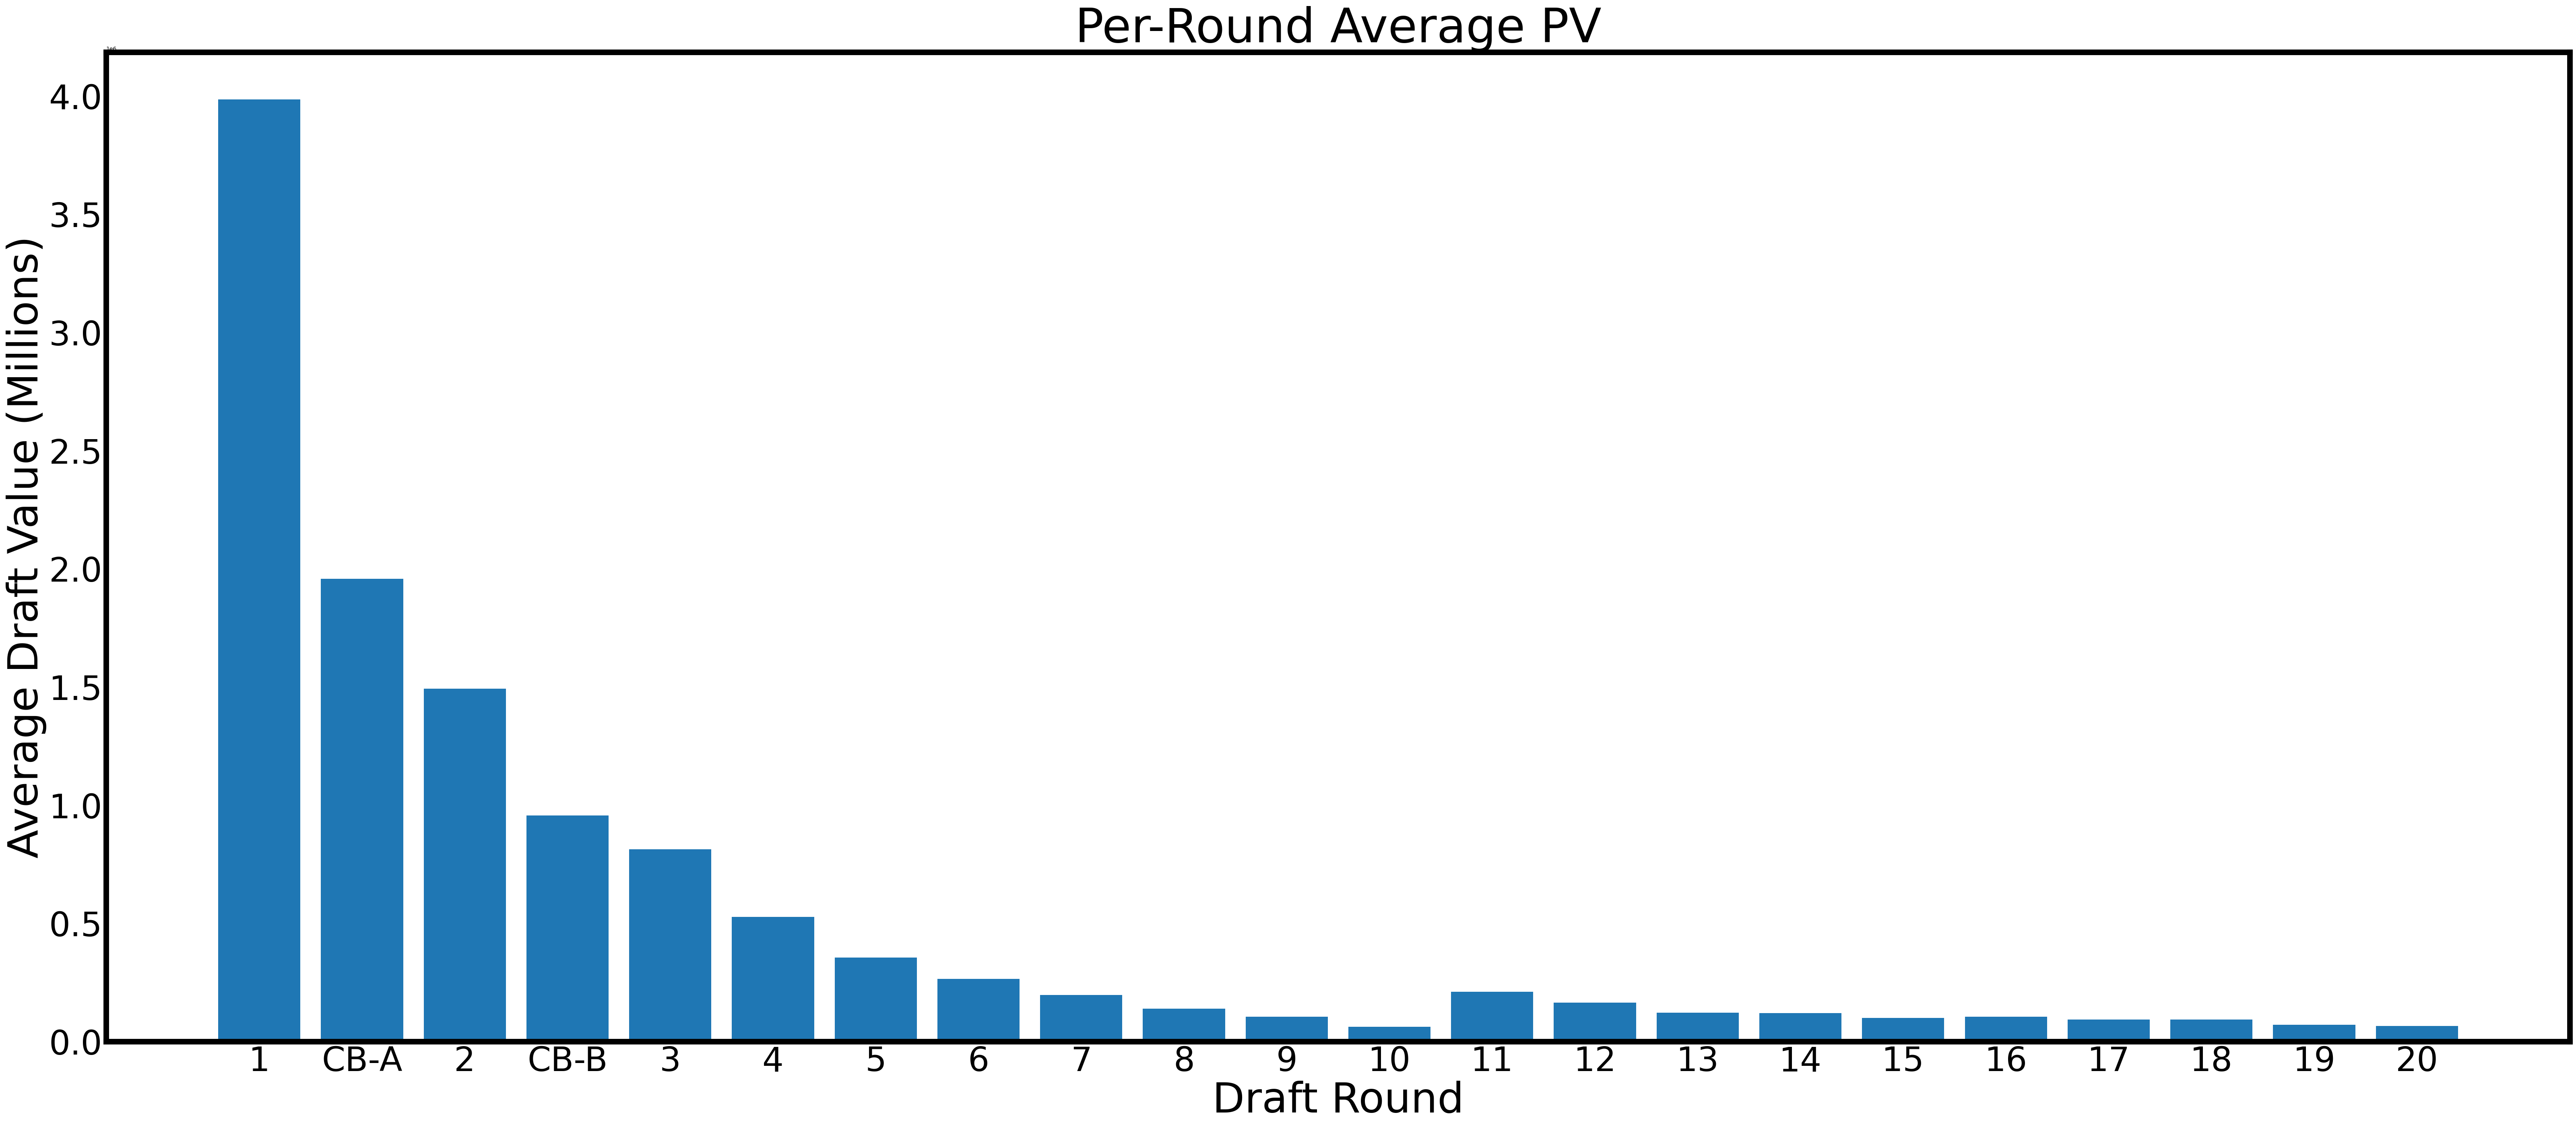 Per-Round Average PV
1e6
4.0
3.5
3.0
2.5
2.0
1.5
1.0
0.5
0.0
Average Draft Value (Millions)
1 CB-A 2 CB-B 3 4 5 6 7 8 9 10 11 12 13 14 15 16 17 18 19 20
Draft Round